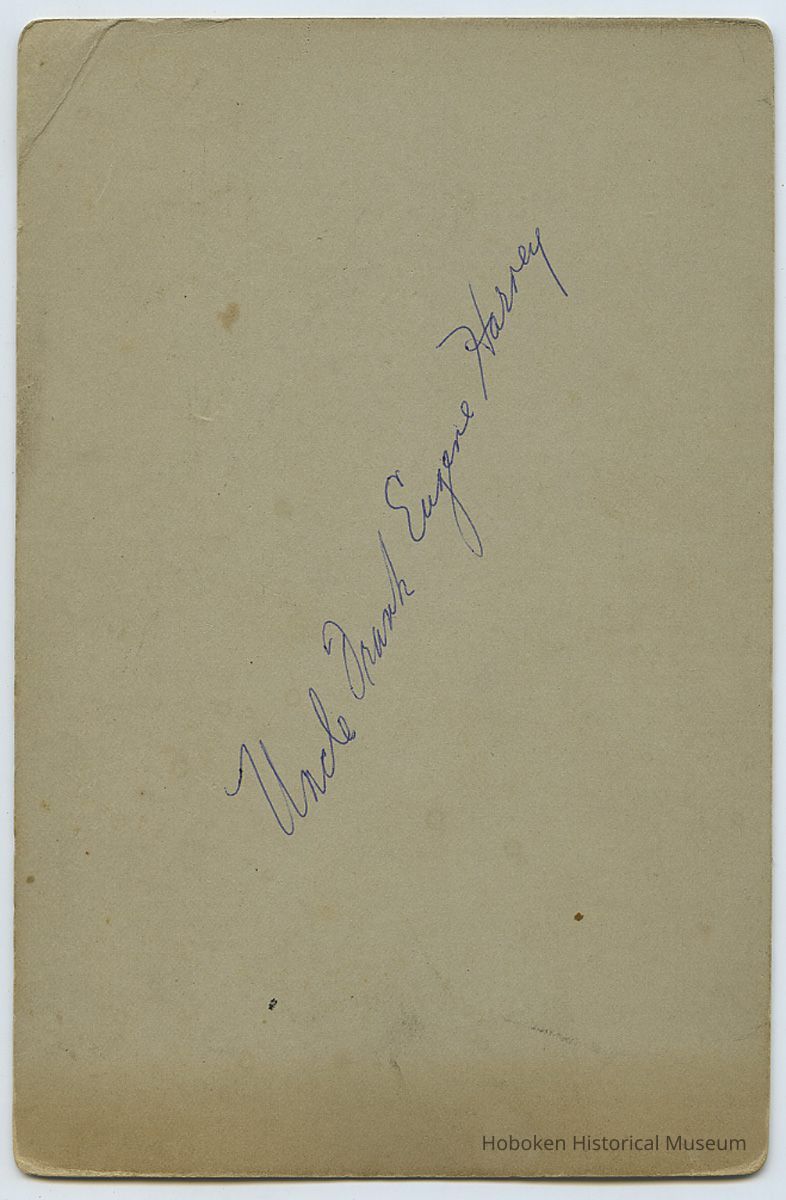 Uncle Frank Eugene Harvey
Hoboken Historical Museum